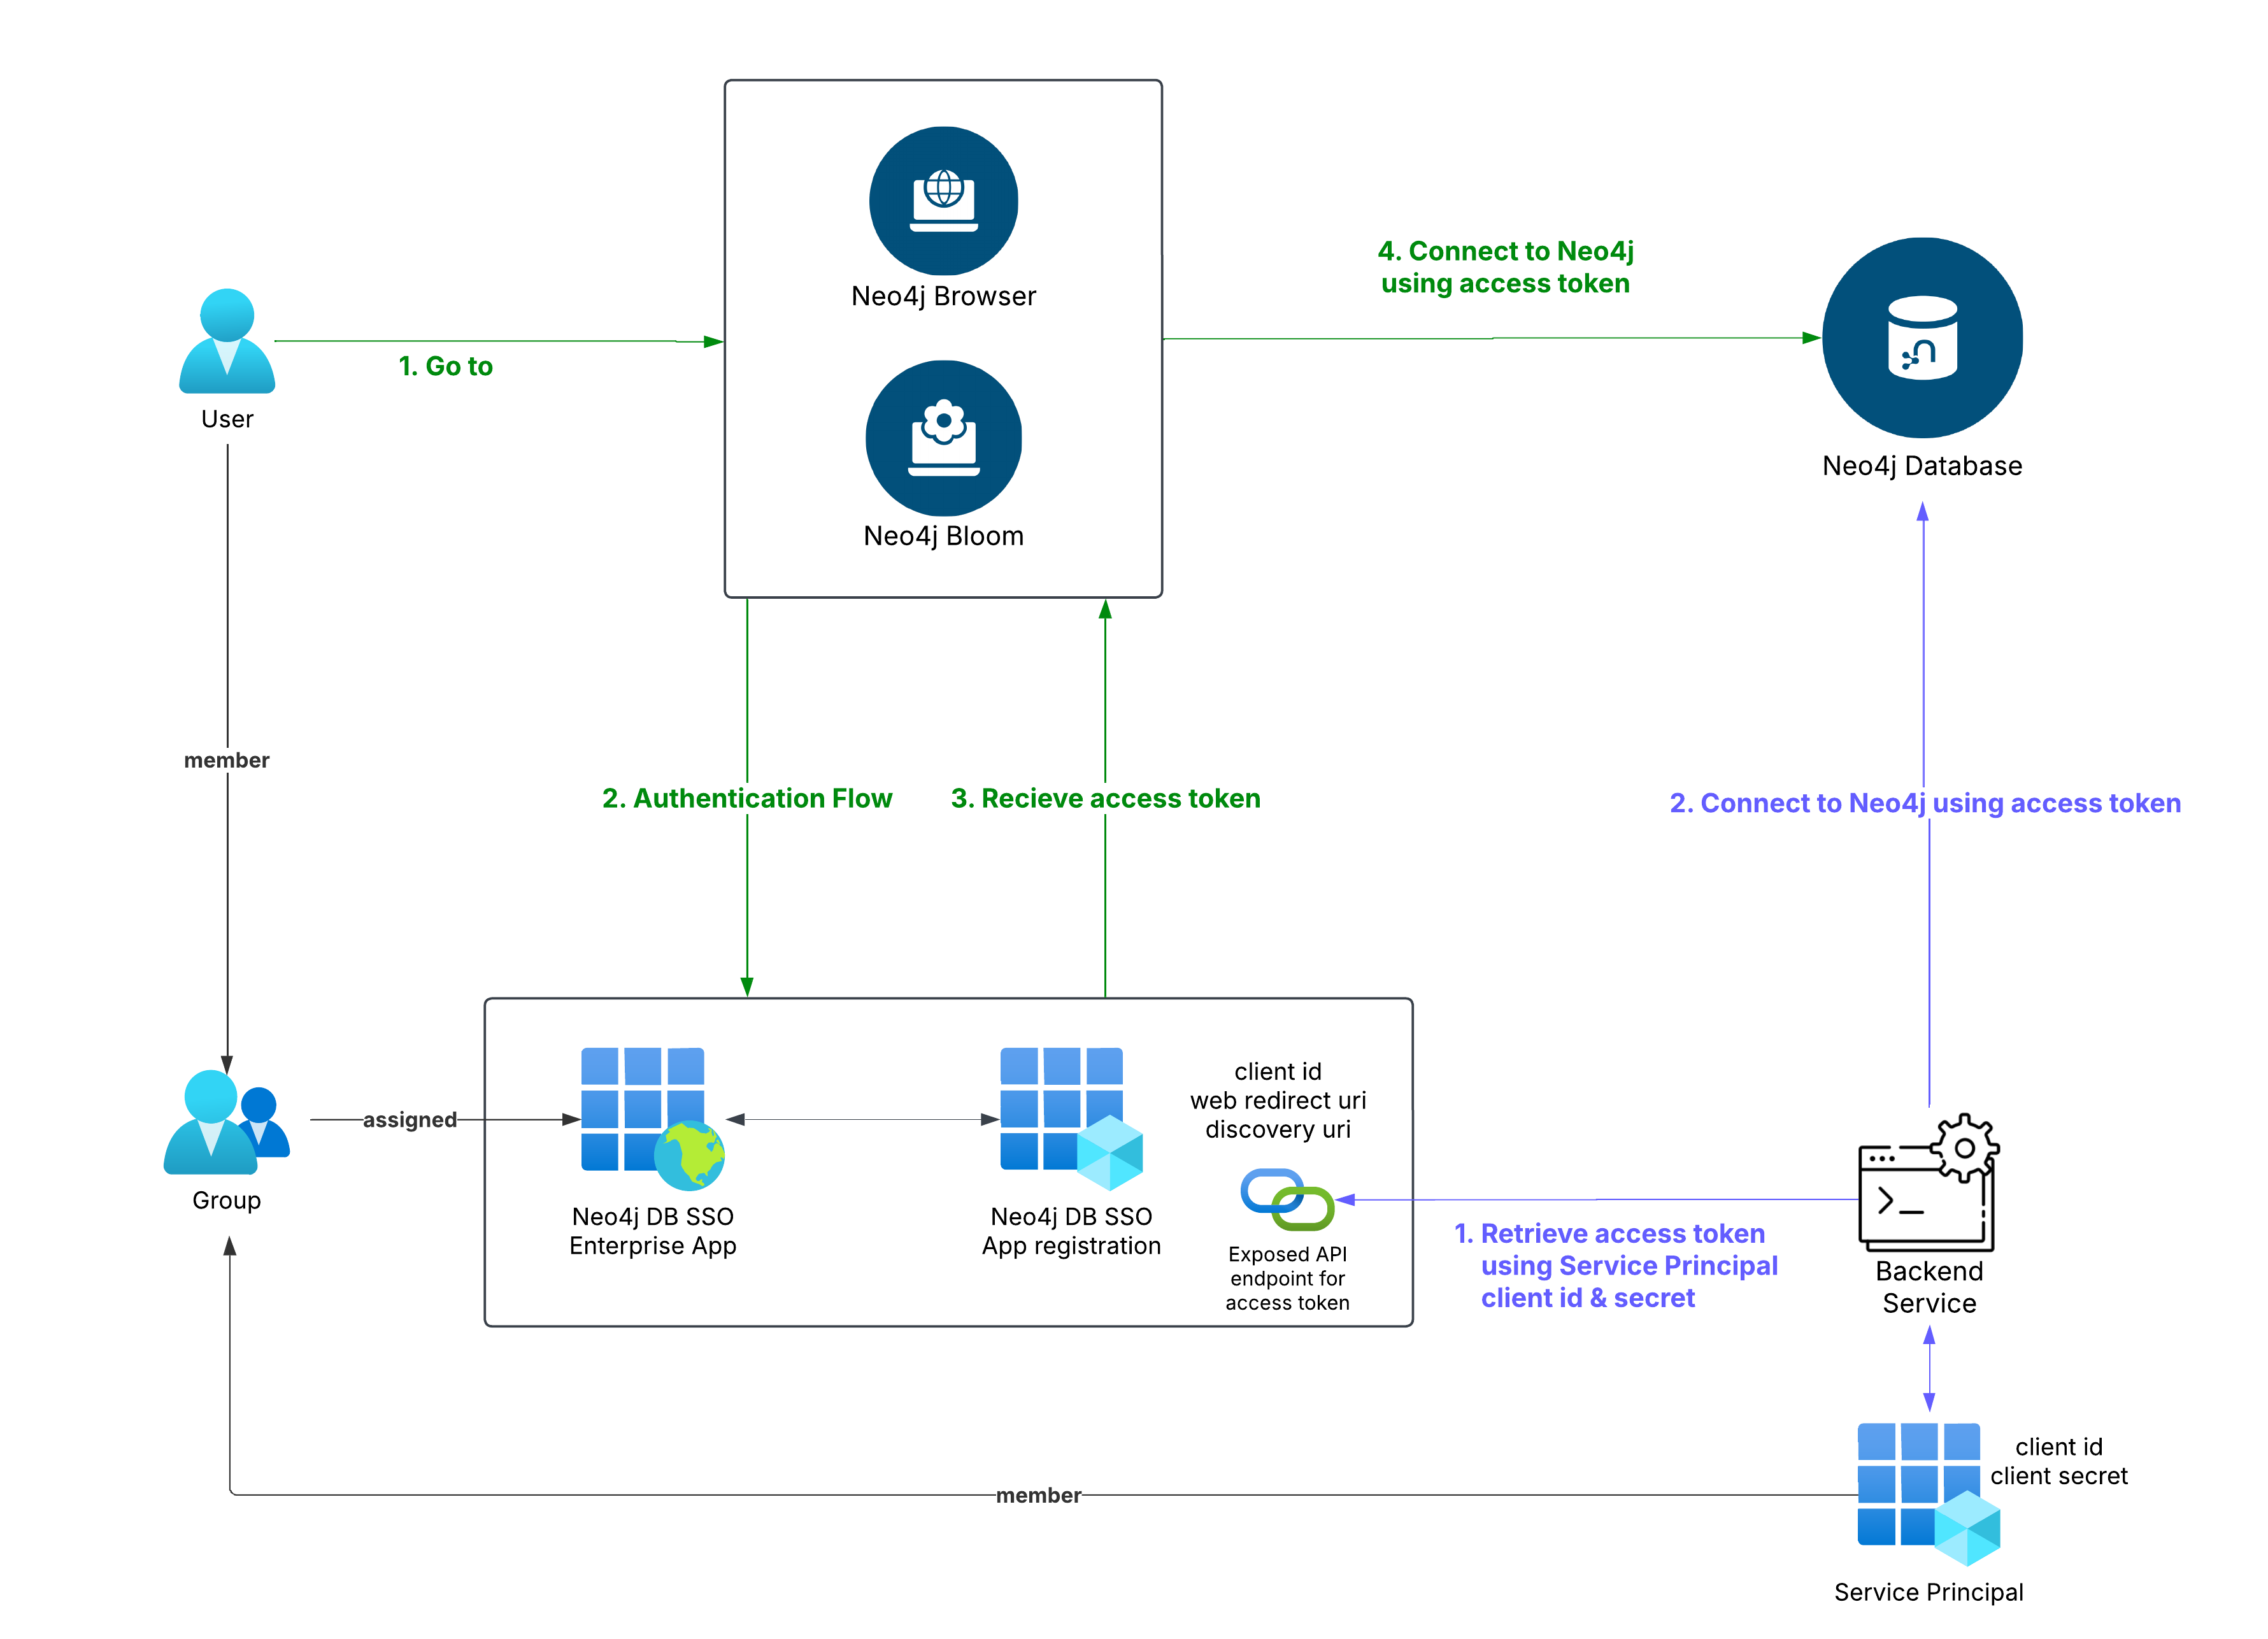 Neo4j Browser
Neo4j Bloom
User
1. Go to
4. Connect to Neo4j
using access token
Neo4j Database
member
2. Authentication Flow
3. Recieve access token
2. Connect to Neo4j using access token
Group
assigned
Neo4j DB SSO
Enterprise App
Neo4j DB SSO
App registration
client id
web redirect uri
discovery uri
Exposed API
endpoint for
access token
1. Retrieve access token
using Service Principal
client id & secret
Backend
Service
member
client id
client secret
Service Principal